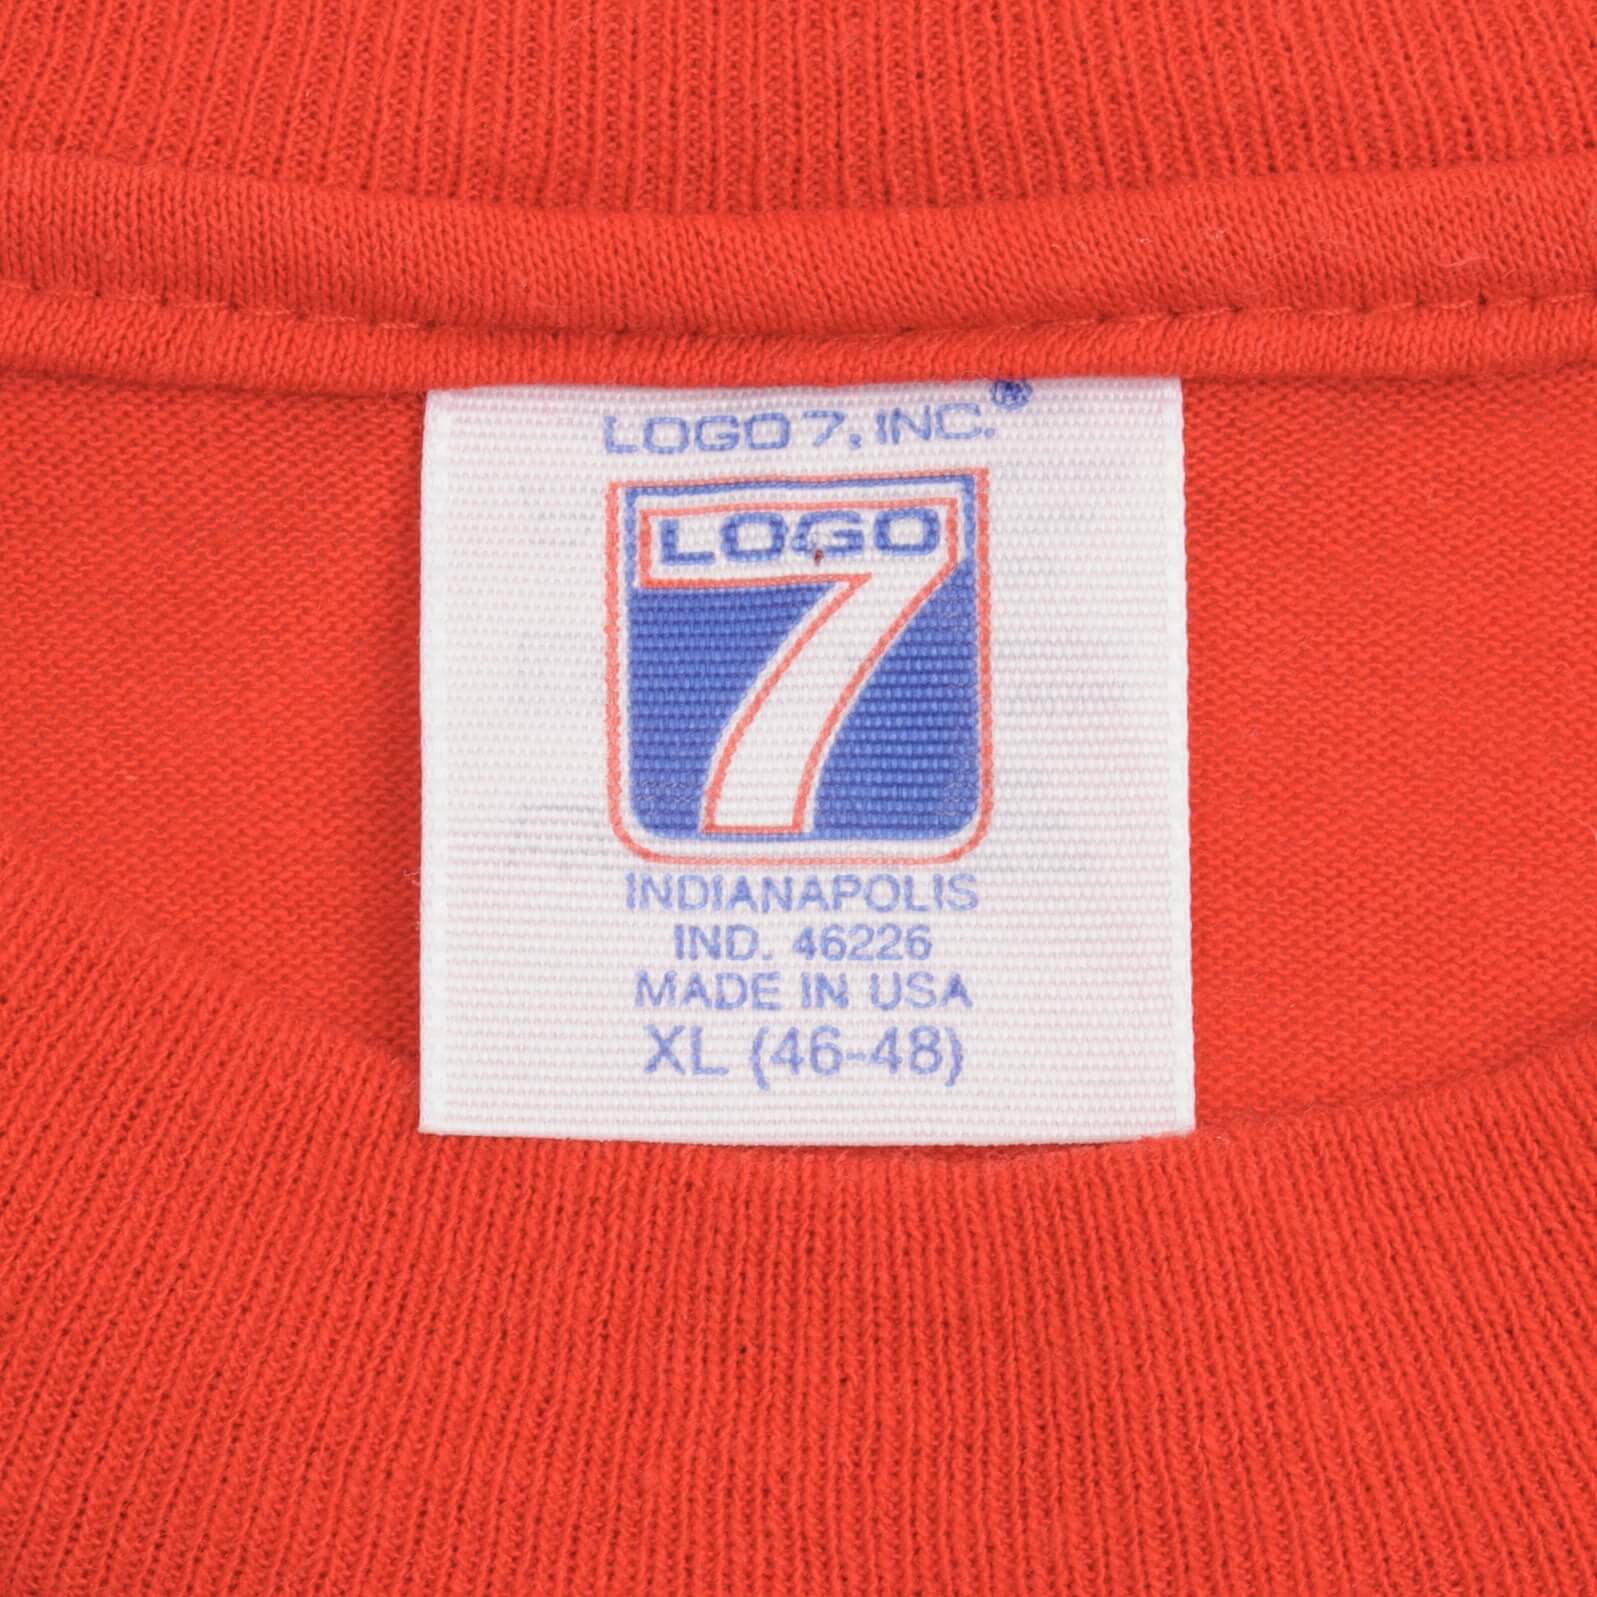 LOGO 7, INC.®
LOGO
7
INDIANAPOLIS
IND. 46226
MADE IN USA
XL (46-48)